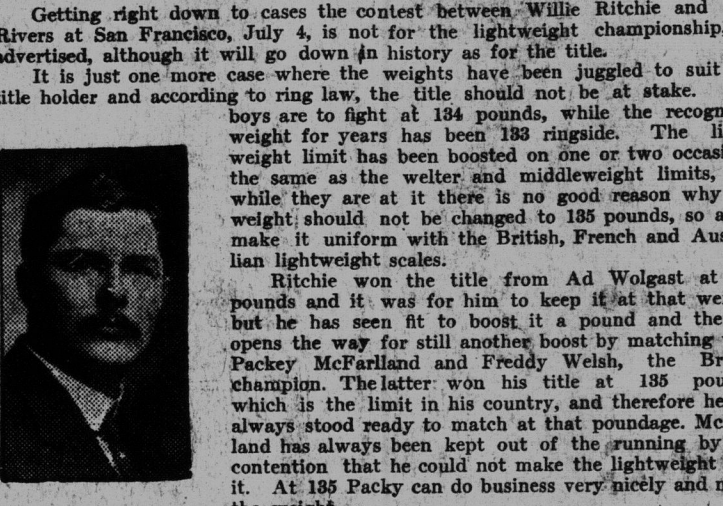 Getting right down to cases the contest between Willie Ritchie and
Rivers at San Francisco, July 4, is not for the lightweight championship,
advertised, although it will go down in history as for the title.
It is just one more case where the weights have been juggled to suit
title holder and according to ring law, the title should not be at stake.
boys are to fight at 134 pounds, while the recogn
weight for years has been 133 ringside. The li
weight limit has been boosted on one or two occasi
the same as the welter and middleweight limits,
while they are at it there is no good reason why
weight should not be changed to 135 pounds, so a
make it uniform with the British, French and Aus
lian lightweight scales.
Ritchie won the title from Ad Wolgast at
pounds and it was for him to keep it at that we
but he has seen fit to boost it a pound and the
opens the way for still another boost by matching
Packey McFarlland and Freddy Welsh, the Br
champion. The latter won his title at 135 pou
which is the limit in his country, and therefore he
always stood ready to match at that poundage. Mc
land has always been kept out of the running by
contention that he could not make the lightweight
it. At 135 Packy can do business very nicely and
the weight